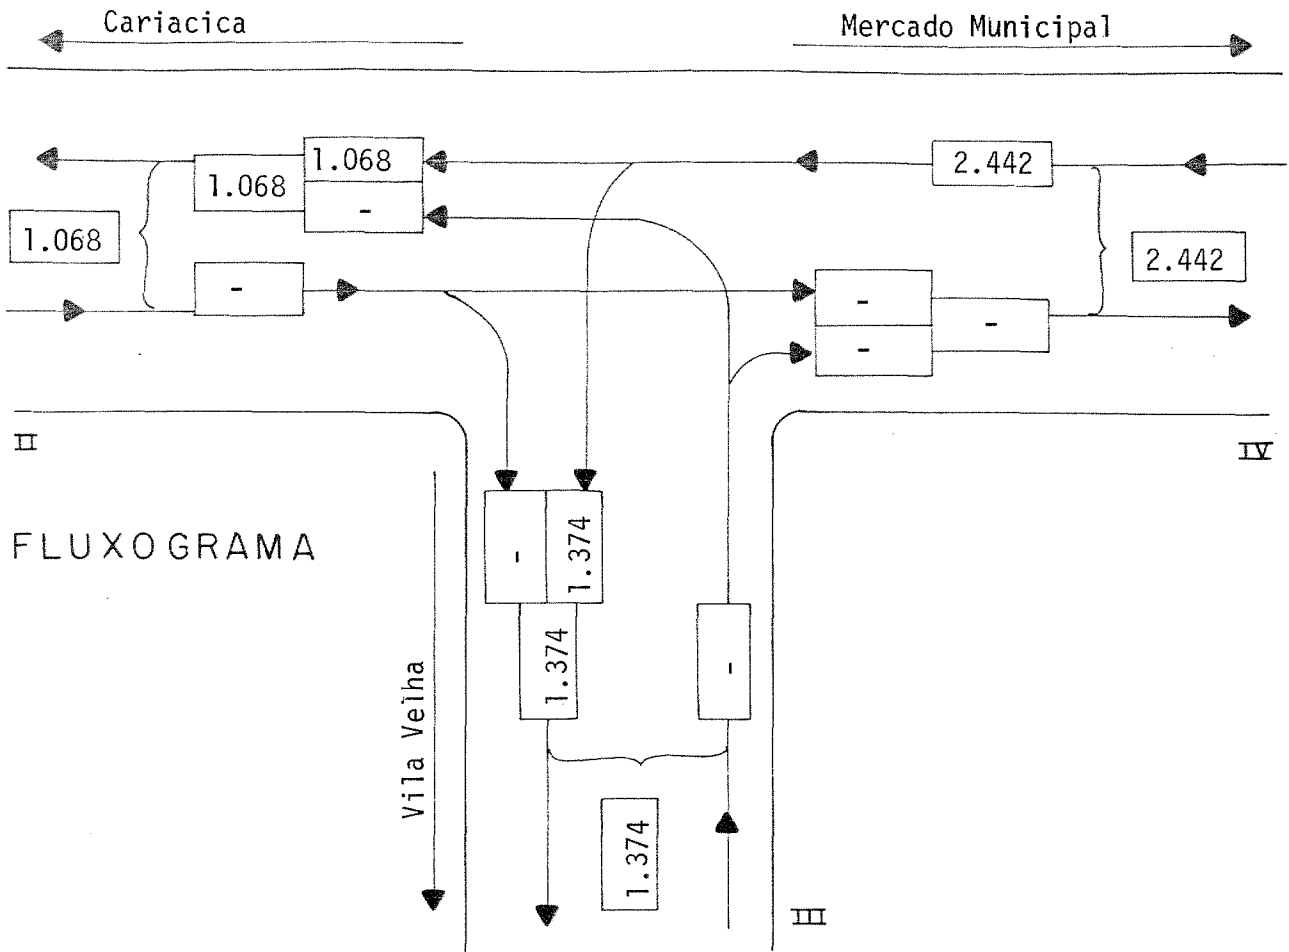 Cariacica
Mercado Municipal
1.068
2.442
1.068
-
1.068
2.442
-
-
-
-
II
IV
FLUXOGRAMA
-
1.374
1.374
-
Vila Velha
1.374
III